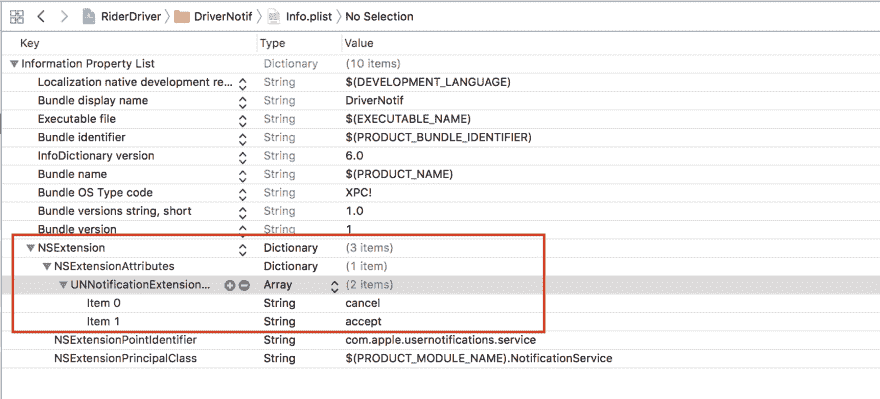 RiderDriver DriverNotif Info.plist No Selection
Key Type Value
Information Property List Dictionary (10 items)
Localization native development re... String $(DEVELOPMENT_LANGUAGE)
Bundle display name String DriverNotif
Executable file String $(EXECUTABLE_NAME)
Bundle identifier String $(PRODUCT_BUNDLE_IDENTIFIER)
InfoDictionary version String 6.0
Bundle name String $(PRODUCT_NAME)
Bundle OS Type code String XPC!
Bundle versions string, short String 1.0
Bundle version String 1
NSExtension Dictionary (3 items)
NSExtensionAttributes Dictionary (1 item)
UNNotificationExtension... Array (2 items)
Item 0 String cancel
Item 1 String accept
NSExtensionPointIdentifier String com.apple.usernotifications.service
NSExtensionPrincipalClass String $(PRODUCT_MODULE_NAME).NotificationService